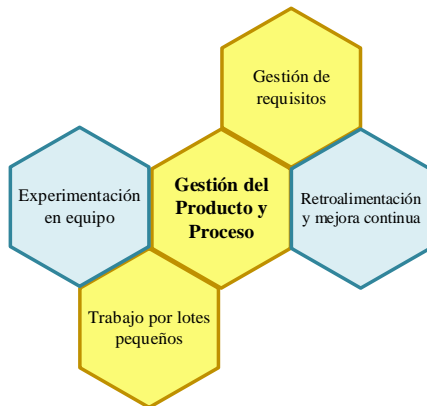 Gestión de
requisitos
Experimentación
en equipo
Gestión del
Producto y
Proceso
Retroalimentación
y mejora continua
Trabajo por lotes
pequeños